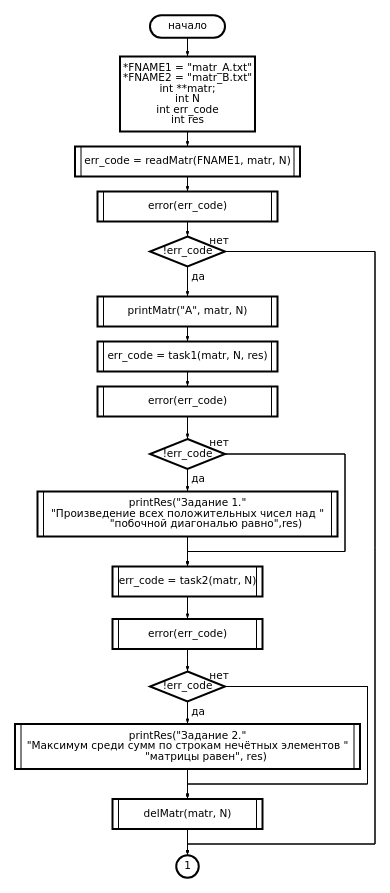 начало
*FNAME1 = "matr_A.txt"
*FNAME2 = "matr_B.txt"
int **matr;
int N
int err_code
int res
err_code = readMatr(FNAME1, matr, N)
error(err_code)
нет
!err_code
да
printMatr("A", matr, N)
err_code = task1(matr, N, res)
error(err_code)
нет
!err_code
да
printRes("Задание 1."
"Произведение всех положительных чисел над "
"побочной диагональю равно",res)
err_code = task2(matr, N)
error(err_code)
нет
!err_code
да
printRes("Задание 2."
"Максимум среди сумм по строкам нечётных элементов "
"матрицы равен", res)
delMatr(matr, N)
1